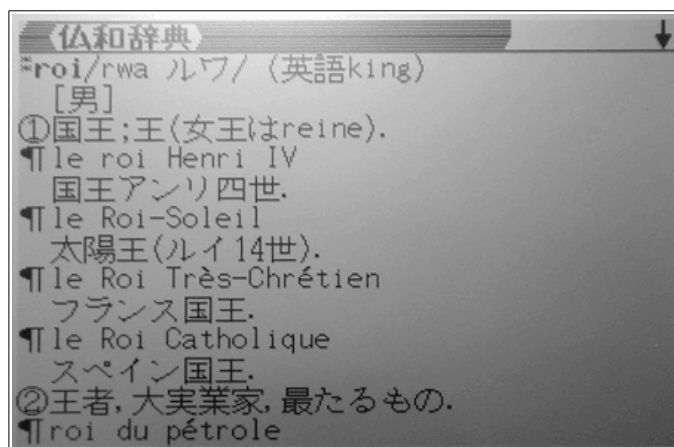 仏和辞典
*roi/rwa ルワ/ (英語king)
[男]
①国王;王(女王はreine).
¶le roi Henri IV
国王アンリ四世.
¶le Roi-Soleil
太陽王(ルイ14世).
¶le Roi Très-Chrétien
フランス国王.
¶le Roi Catholique
スペイン国王.
②王者,大実業家,最たるもの.
¶roi du pétrole